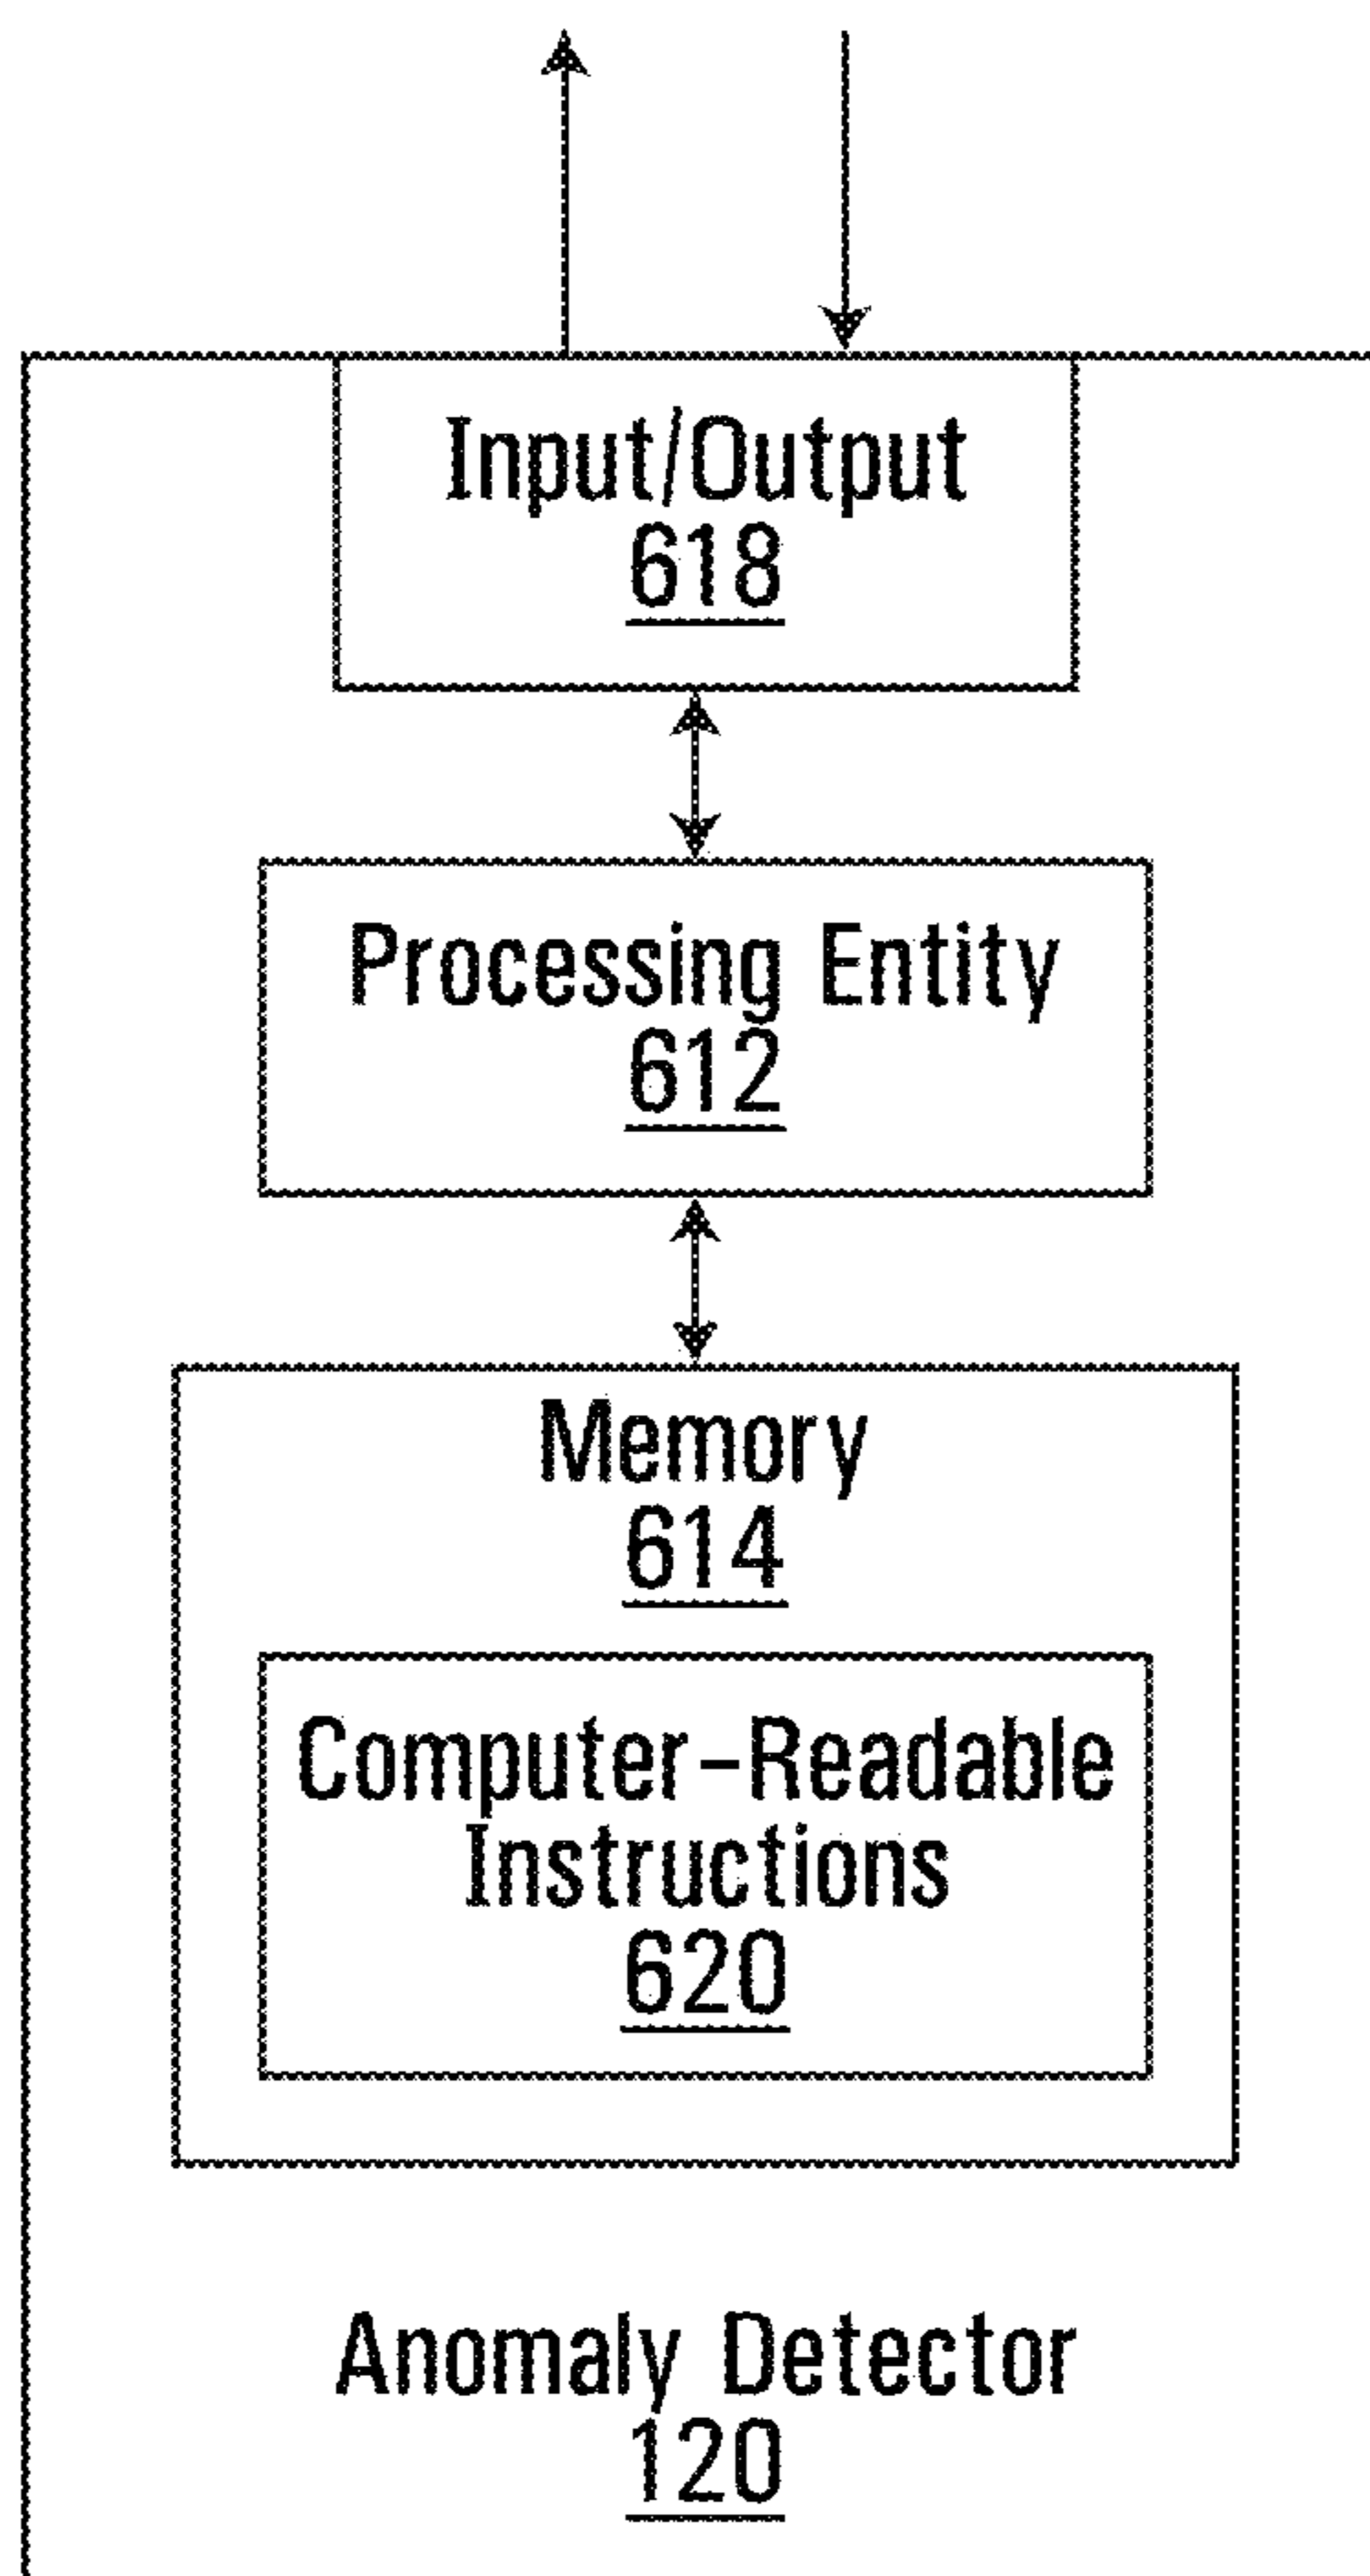 Input/Output
618
Processing Entity
612
Memory
614
Computer-Readable
Instructions
620
Anomaly Detector
120